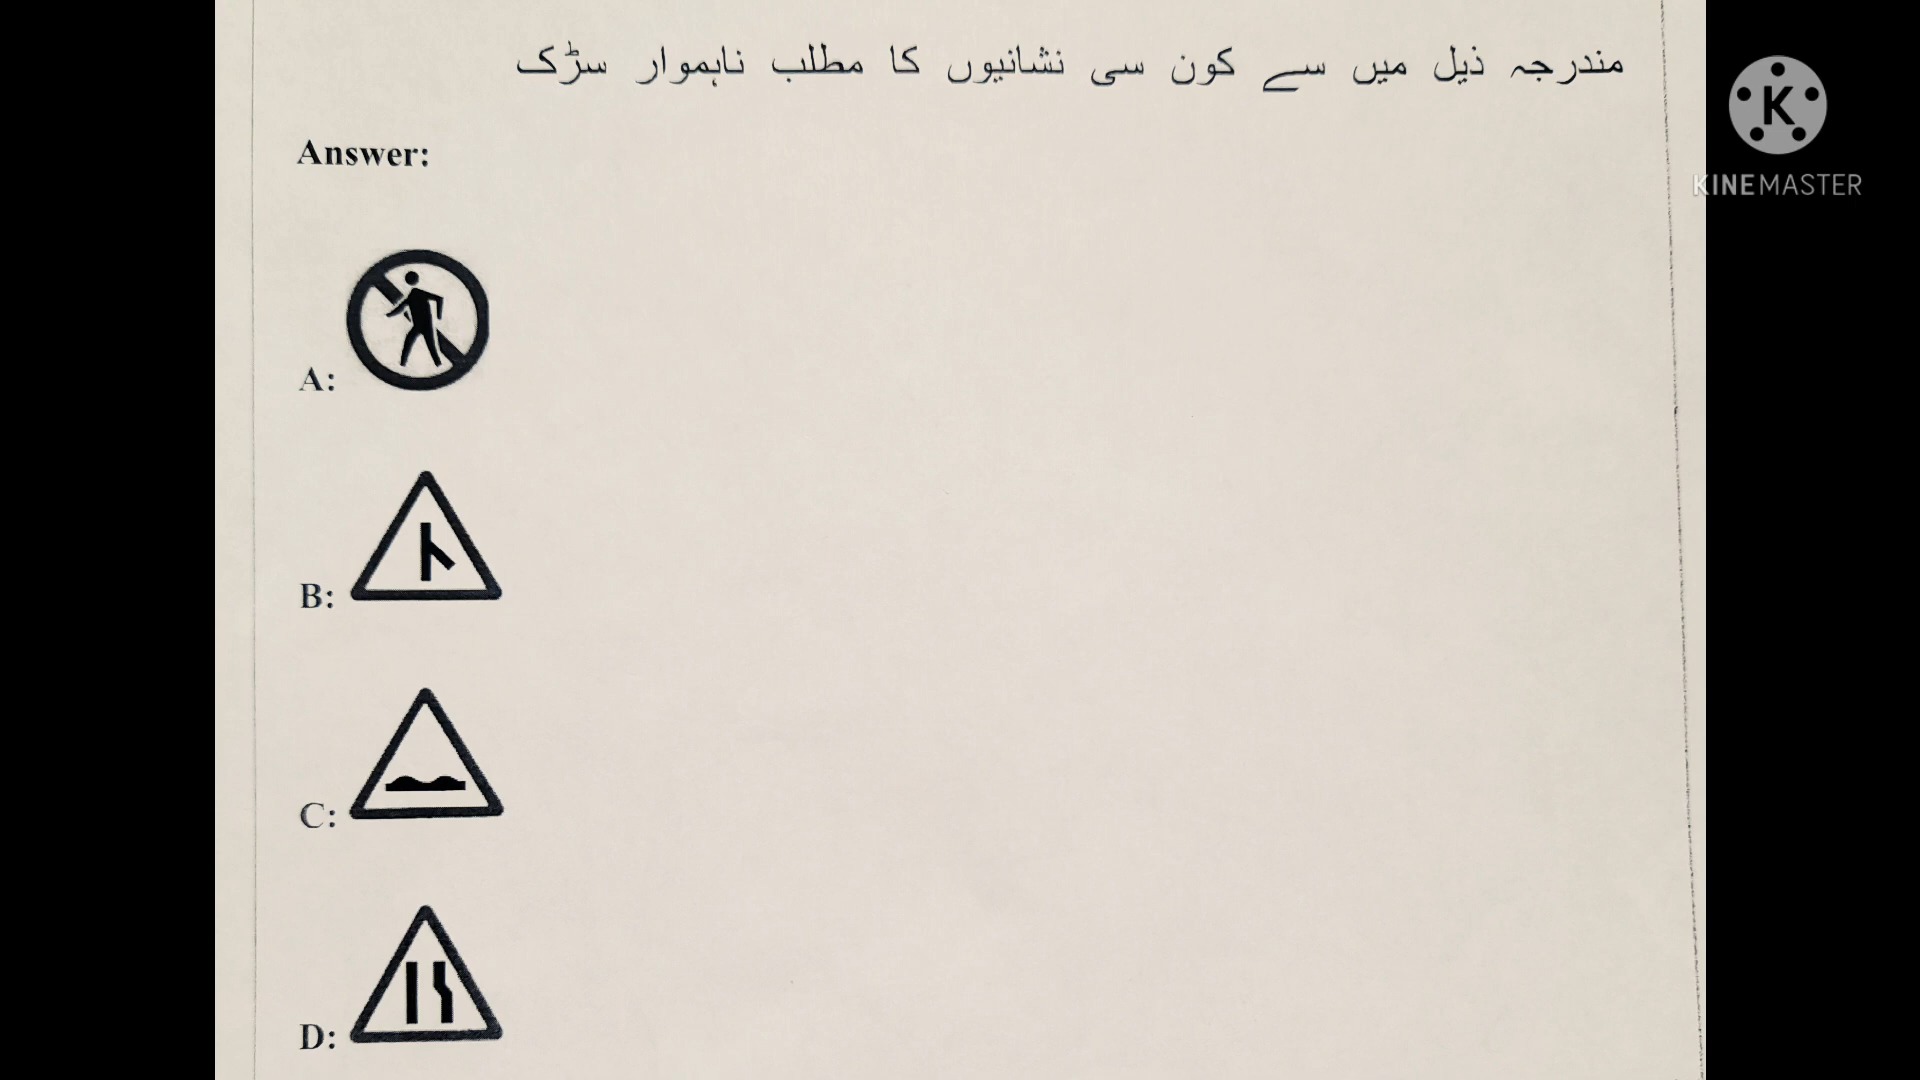 مندرجہ ذیل میں سے کون سی نشانیوں کا مطلب ناہموار سڑک
Answer:
A:
B:
C:
D:
KINEMASTER